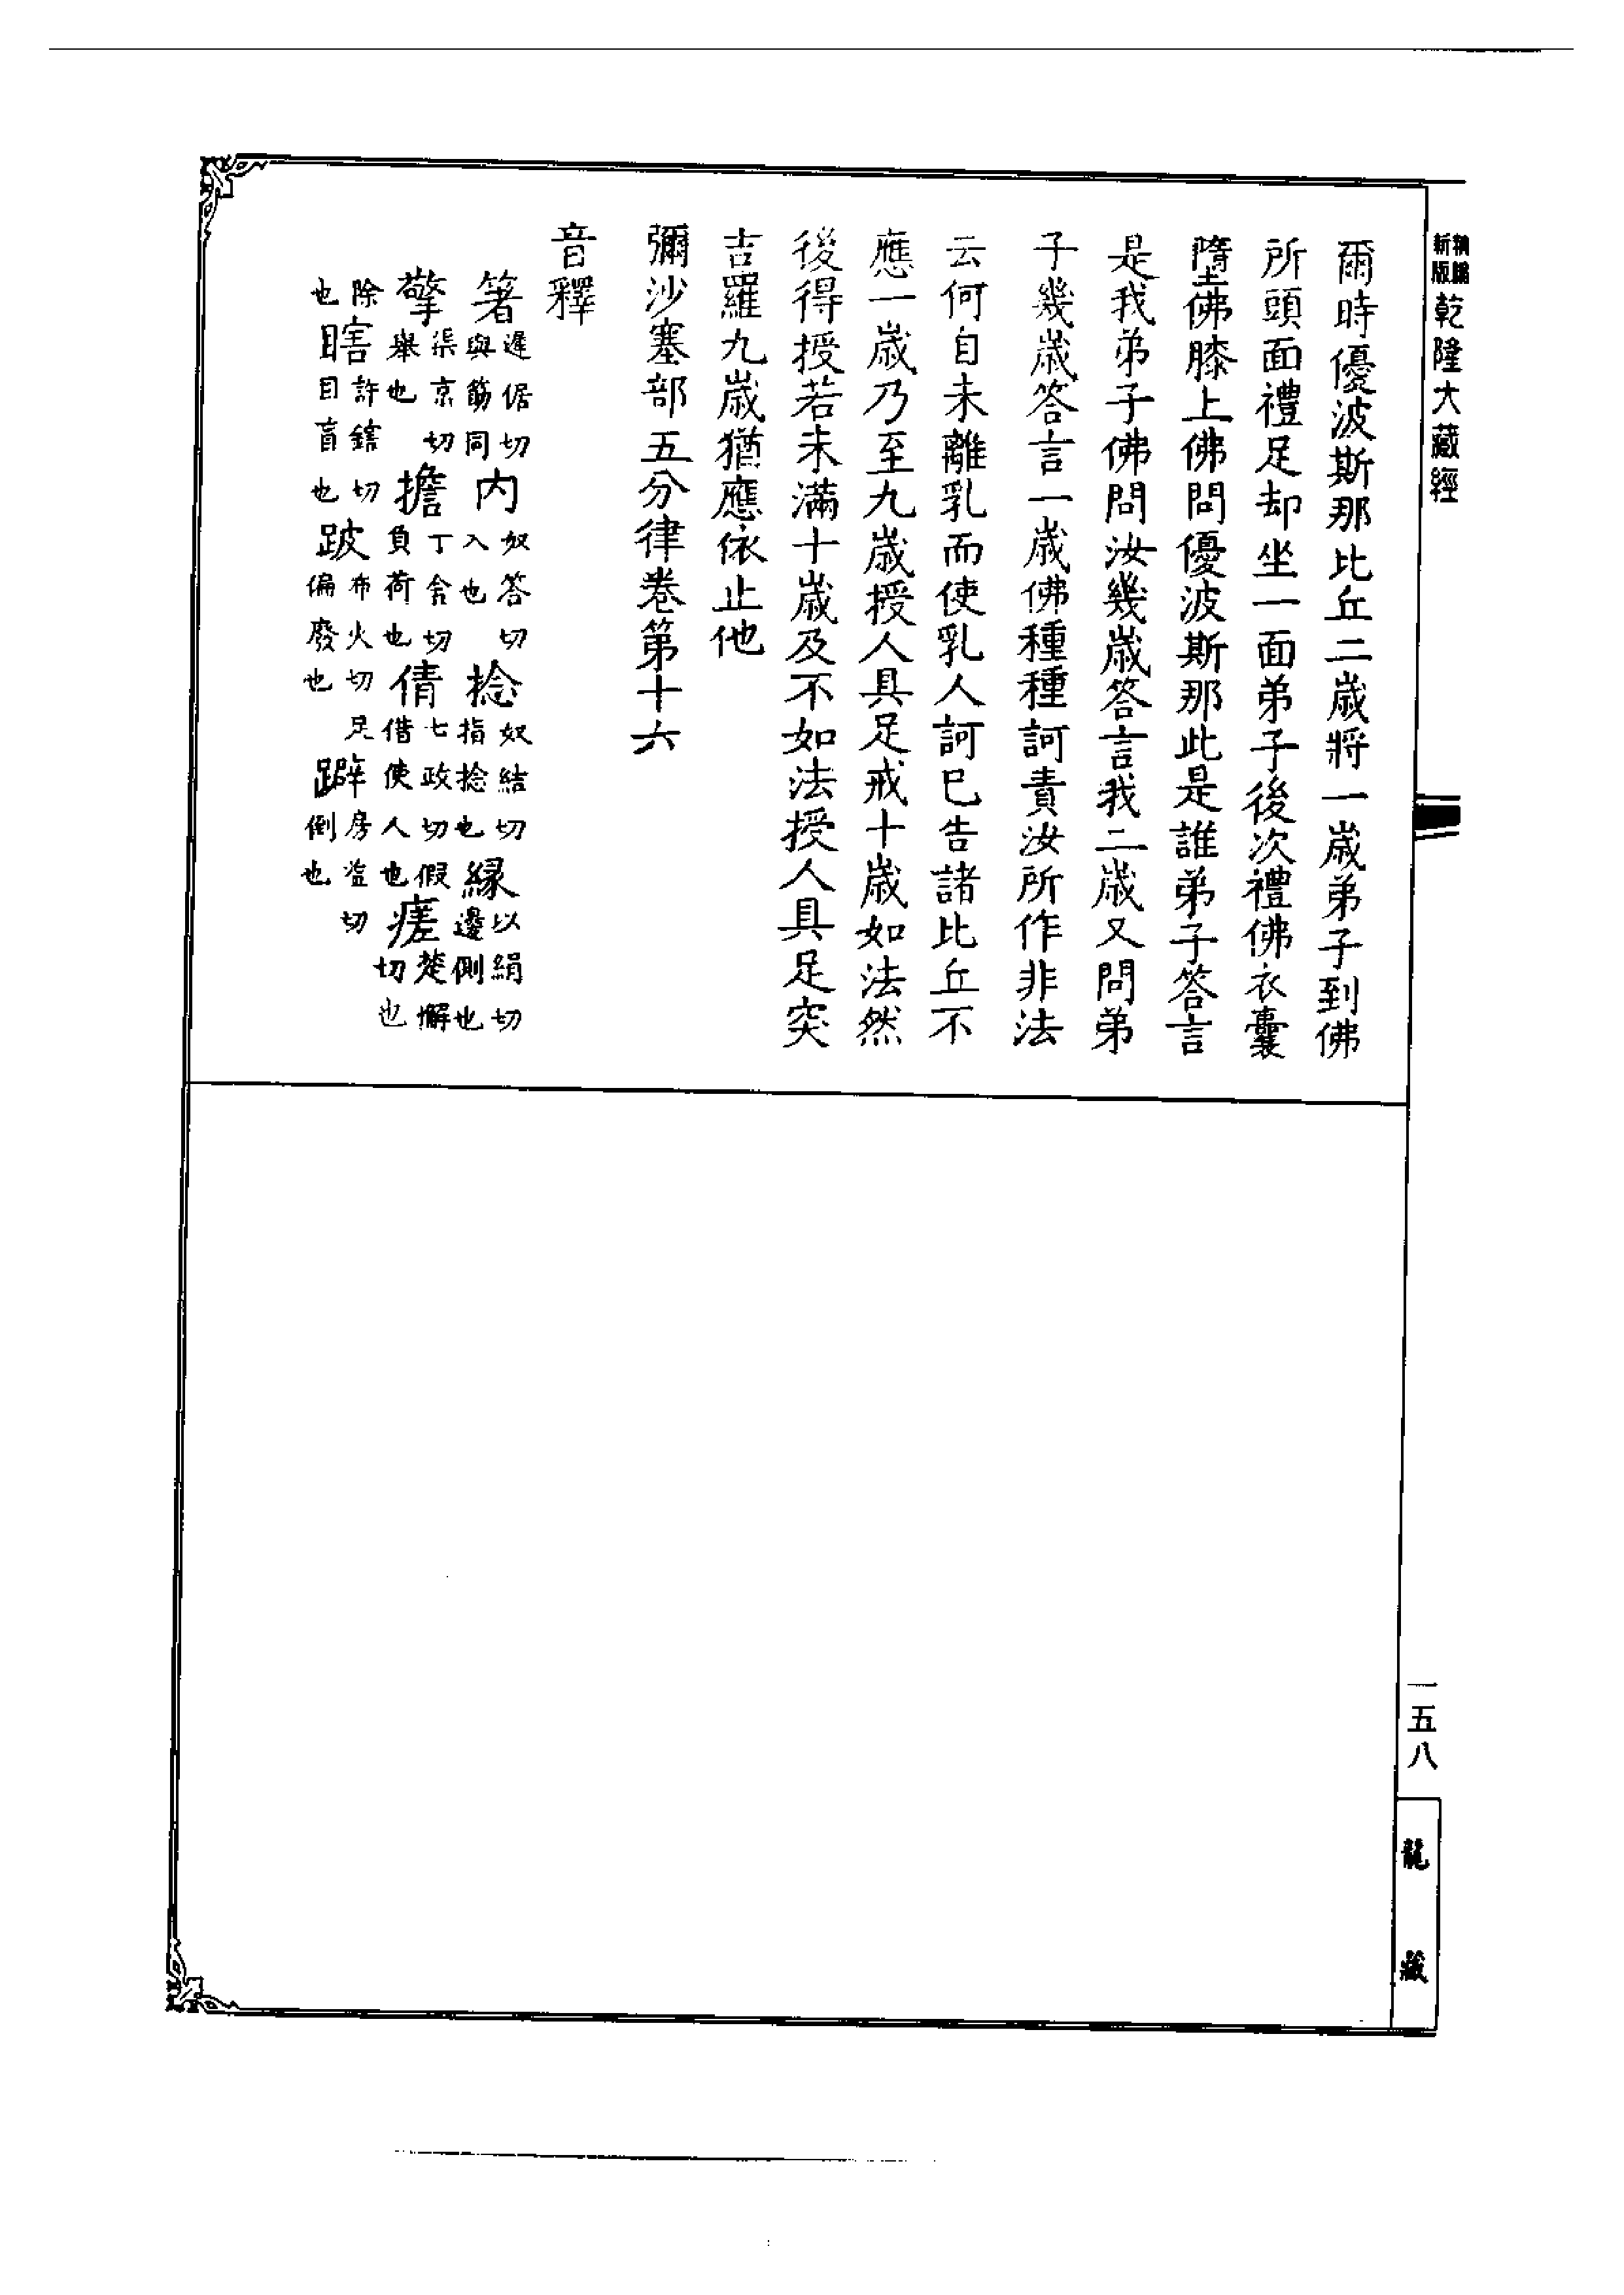 新編
新版
乾隆大藏經
爾時優波斯那比丘二歲將一歲弟子到佛
所頭面禮足却坐一面弟子後次禮佛衣囊
墮佛膝上佛問優波斯那此是誰弟子答言
是我弟子佛問汝幾歲答言我二歲又問弟
子幾歲答言一歲佛種種訶責汝所作非法
云何自未離乳而使乳人訶已告諸比丘不
應一歲乃至九歲授人具足戒十歲如法然
後得授若未滿十歲及不如法授人具足突
吉羅九歲猶應依止他
彌沙塞部五分律卷第十六
音釋
箸遲倨切與筯同 内奴答切入也 捻奴結切指捻也 縁以絹切邊側也
擎渠京切舉也 擔丁含切負荷也 倩七政切假借使人也 瘥楚懈切也
除也 瞎許鎋切目盲也 跛布火切足偏廢也 躃房益切倒也
一五八
龍藏